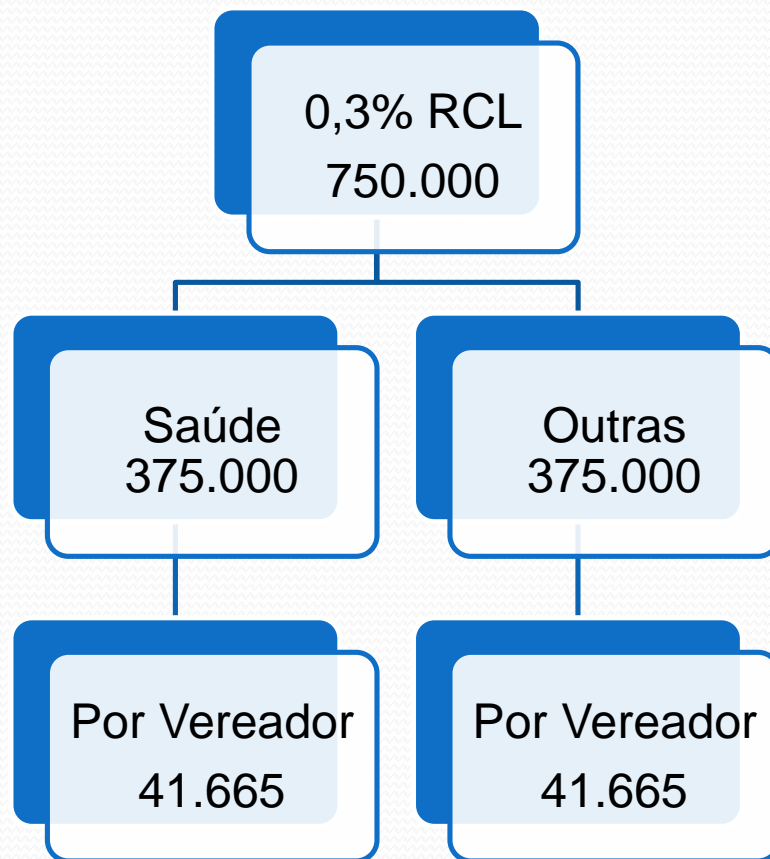 0,3% RCL
750.000
Saúde
375.000
Outras
375.000
Por Vereador
41.665
Por Vereador
41.665